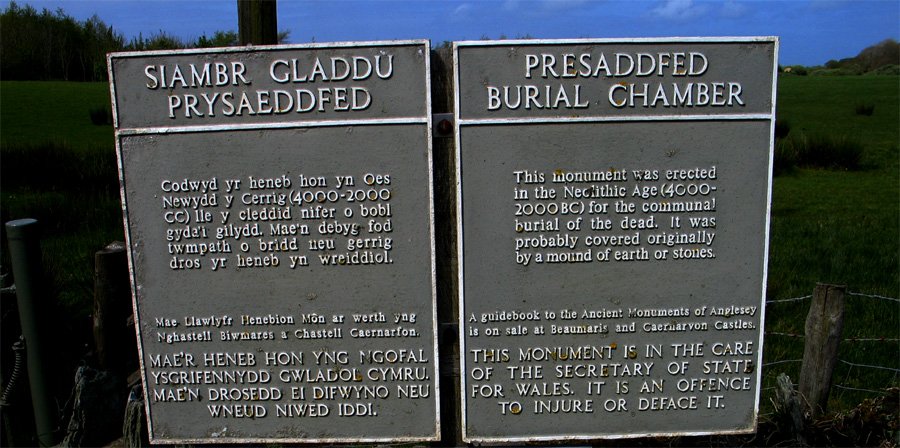 SIAMBR GLADDU
PRYSAEDDFED
Codwyd yr heneb hon yn Oes
Newydd y Cerrig (4000-2000
CC) lle y cleddid nifer o bobl
gyda'i gilydd. Mae'n debyg fod
twmpath o bridd neu gerrig
dros yr heneb yn wreiddiol.
Mae Llawlyfr Henebion Môn ar werth yng
Nghastell Biwmares a Chastell Caernarfon.
MAE'R HENEB HON YNG NGOFAL
YSGRIFENNYDD GWLADOL CYMRU.
MAE'N DROSEDD EI DIFWYNO NEU
WNEUD NIWED IDDI.
PRESADDFED
BURIAL CHAMBER
This monument was erected
in the Neolithic Age (4000-
2000 BC) for the communal
burial of the dead. It was
probably covered originally
by a mound of earth or stones.
A guidebook to the Ancient Monuments of Anglesey
is on sale at Beaumaris and Caernarvon Castles.
THIS MONUMENT IS IN THE CARE
OF THE SECRETARY OF STATE
FOR WALES. IT IS AN OFFENCE
TO INJURE OR DEFACE IT.